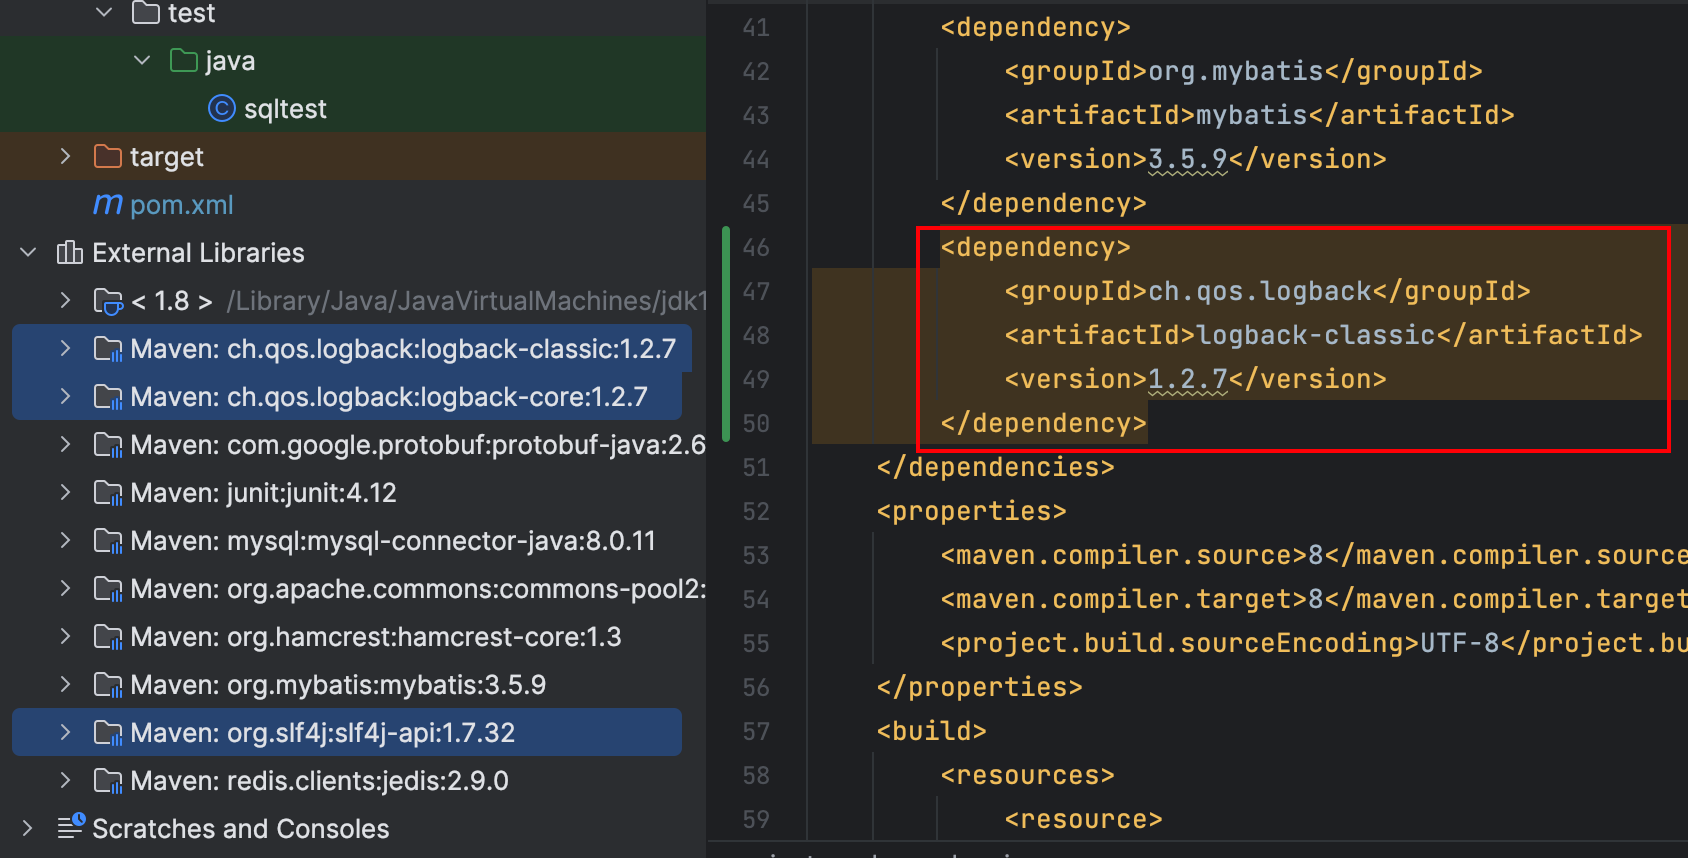 test
java
sqltest
target
pom.xml
External Libraries
< 1.8 > /Library/Java/JavaVirtualMachines/jdk1
Maven: ch.qos.logback:logback-classic:1.2.7
Maven: ch.qos.logback:logback-core:1.2.7
Maven: com.google.protobuf:protobuf-java:2.6
Maven: junit:junit:4.12
Maven: mysql:mysql-connector-java:8.0.11
Maven: org.apache.commons:commons-pool2:
Maven: org.hamcrest:hamcrest-core:1.3
Maven: org.mybatis:mybatis:3.5.9
Maven: org.slf4j:slf4j-api:1.7.32
Maven: redis.clients:jedis:2.9.0
Scratches and Consoles
41 <dependency>
42 <groupId>org.mybatis</groupId>
43 <artifactId>mybatis</artifactId>
44 <version>3.5.9</version>
45 </dependency>
46 <dependency>
47 <groupId>ch.qos.logback</groupId>
48 <artifactId>logback-classic</artifactId>
49 <version>1.2.7</version>
50 </dependency>
51 </dependencies>
52 <properties>
53 <maven.compiler.source>8</maven.compiler.source
54 <maven.compiler.target>8</maven.compiler.target
55 <project.build.sourceEncoding>UTF-8</project.bu
56 </properties>
57 <build>
58 <resources>
59 <resource>